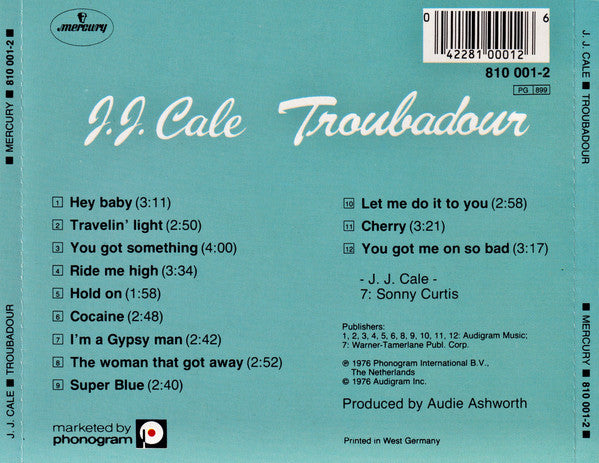 MERCURY ■ 810 001-2 ■
J. J. CALE ■ TROUBADOUR
mercury
0 6
42281 00012
810 001-2
PG 899
J.J. Cale Troubadour
1 Hey baby (3:11)
2 Travelin' light (2:50)
3 You got something (4:00)
4 Ride me high (3:34)
5 Hold on (1:58)
6 Cocaine (2:48)
7 I'm a Gypsy man (2:42)
8 The woman that got away (2:52)
9 Super Blue (2:40)
10 Let me do it to you (2:58)
11 Cherry (3:21)
12 You got me on so bad (3:17)
- J. J. Cale -
7: Sonny Curtis
Publishers:
1, 2, 3, 4, 5, 6, 8, 9, 10, 11, 12: Audigram Music;
7: Warner-Tamerlane Publ. Corp.
℗ 1976 Phonogram International B.V.,
The Netherlands
© 1976 Audigram Inc.
Produced by Audie Ashworth
Printed in West Germany
marketed by
phonogram
J. J. CALE ■ TROUBADOUR
■ MERCURY ■ 810 001-2